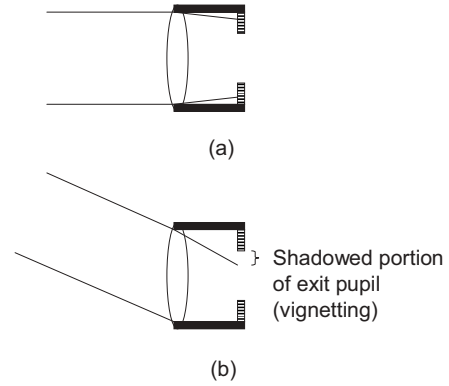 (a)
} Shadowed portion
of exit pupil
(vignetting)
(b)